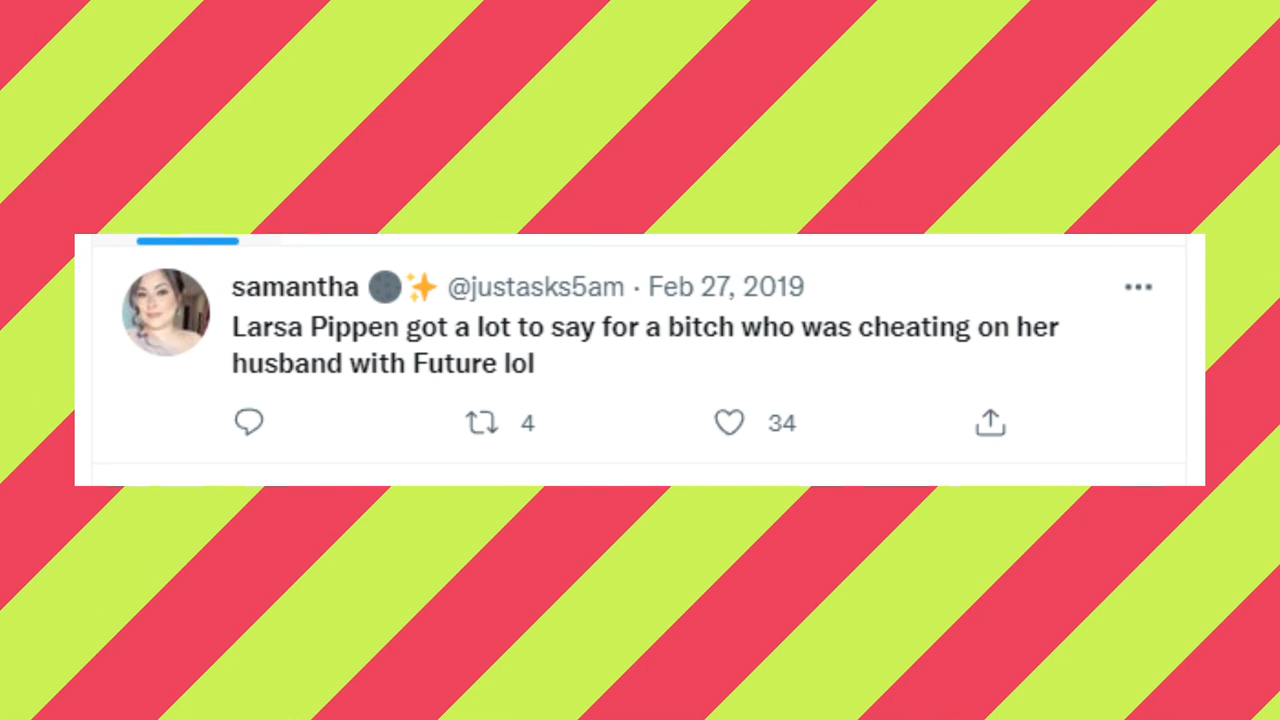 samantha 🌑✨ @justasks5am · Feb 27, 2019
Larsa Pippen got a lot to say for a bitch who was cheating on her
husband with Future lol
4 34